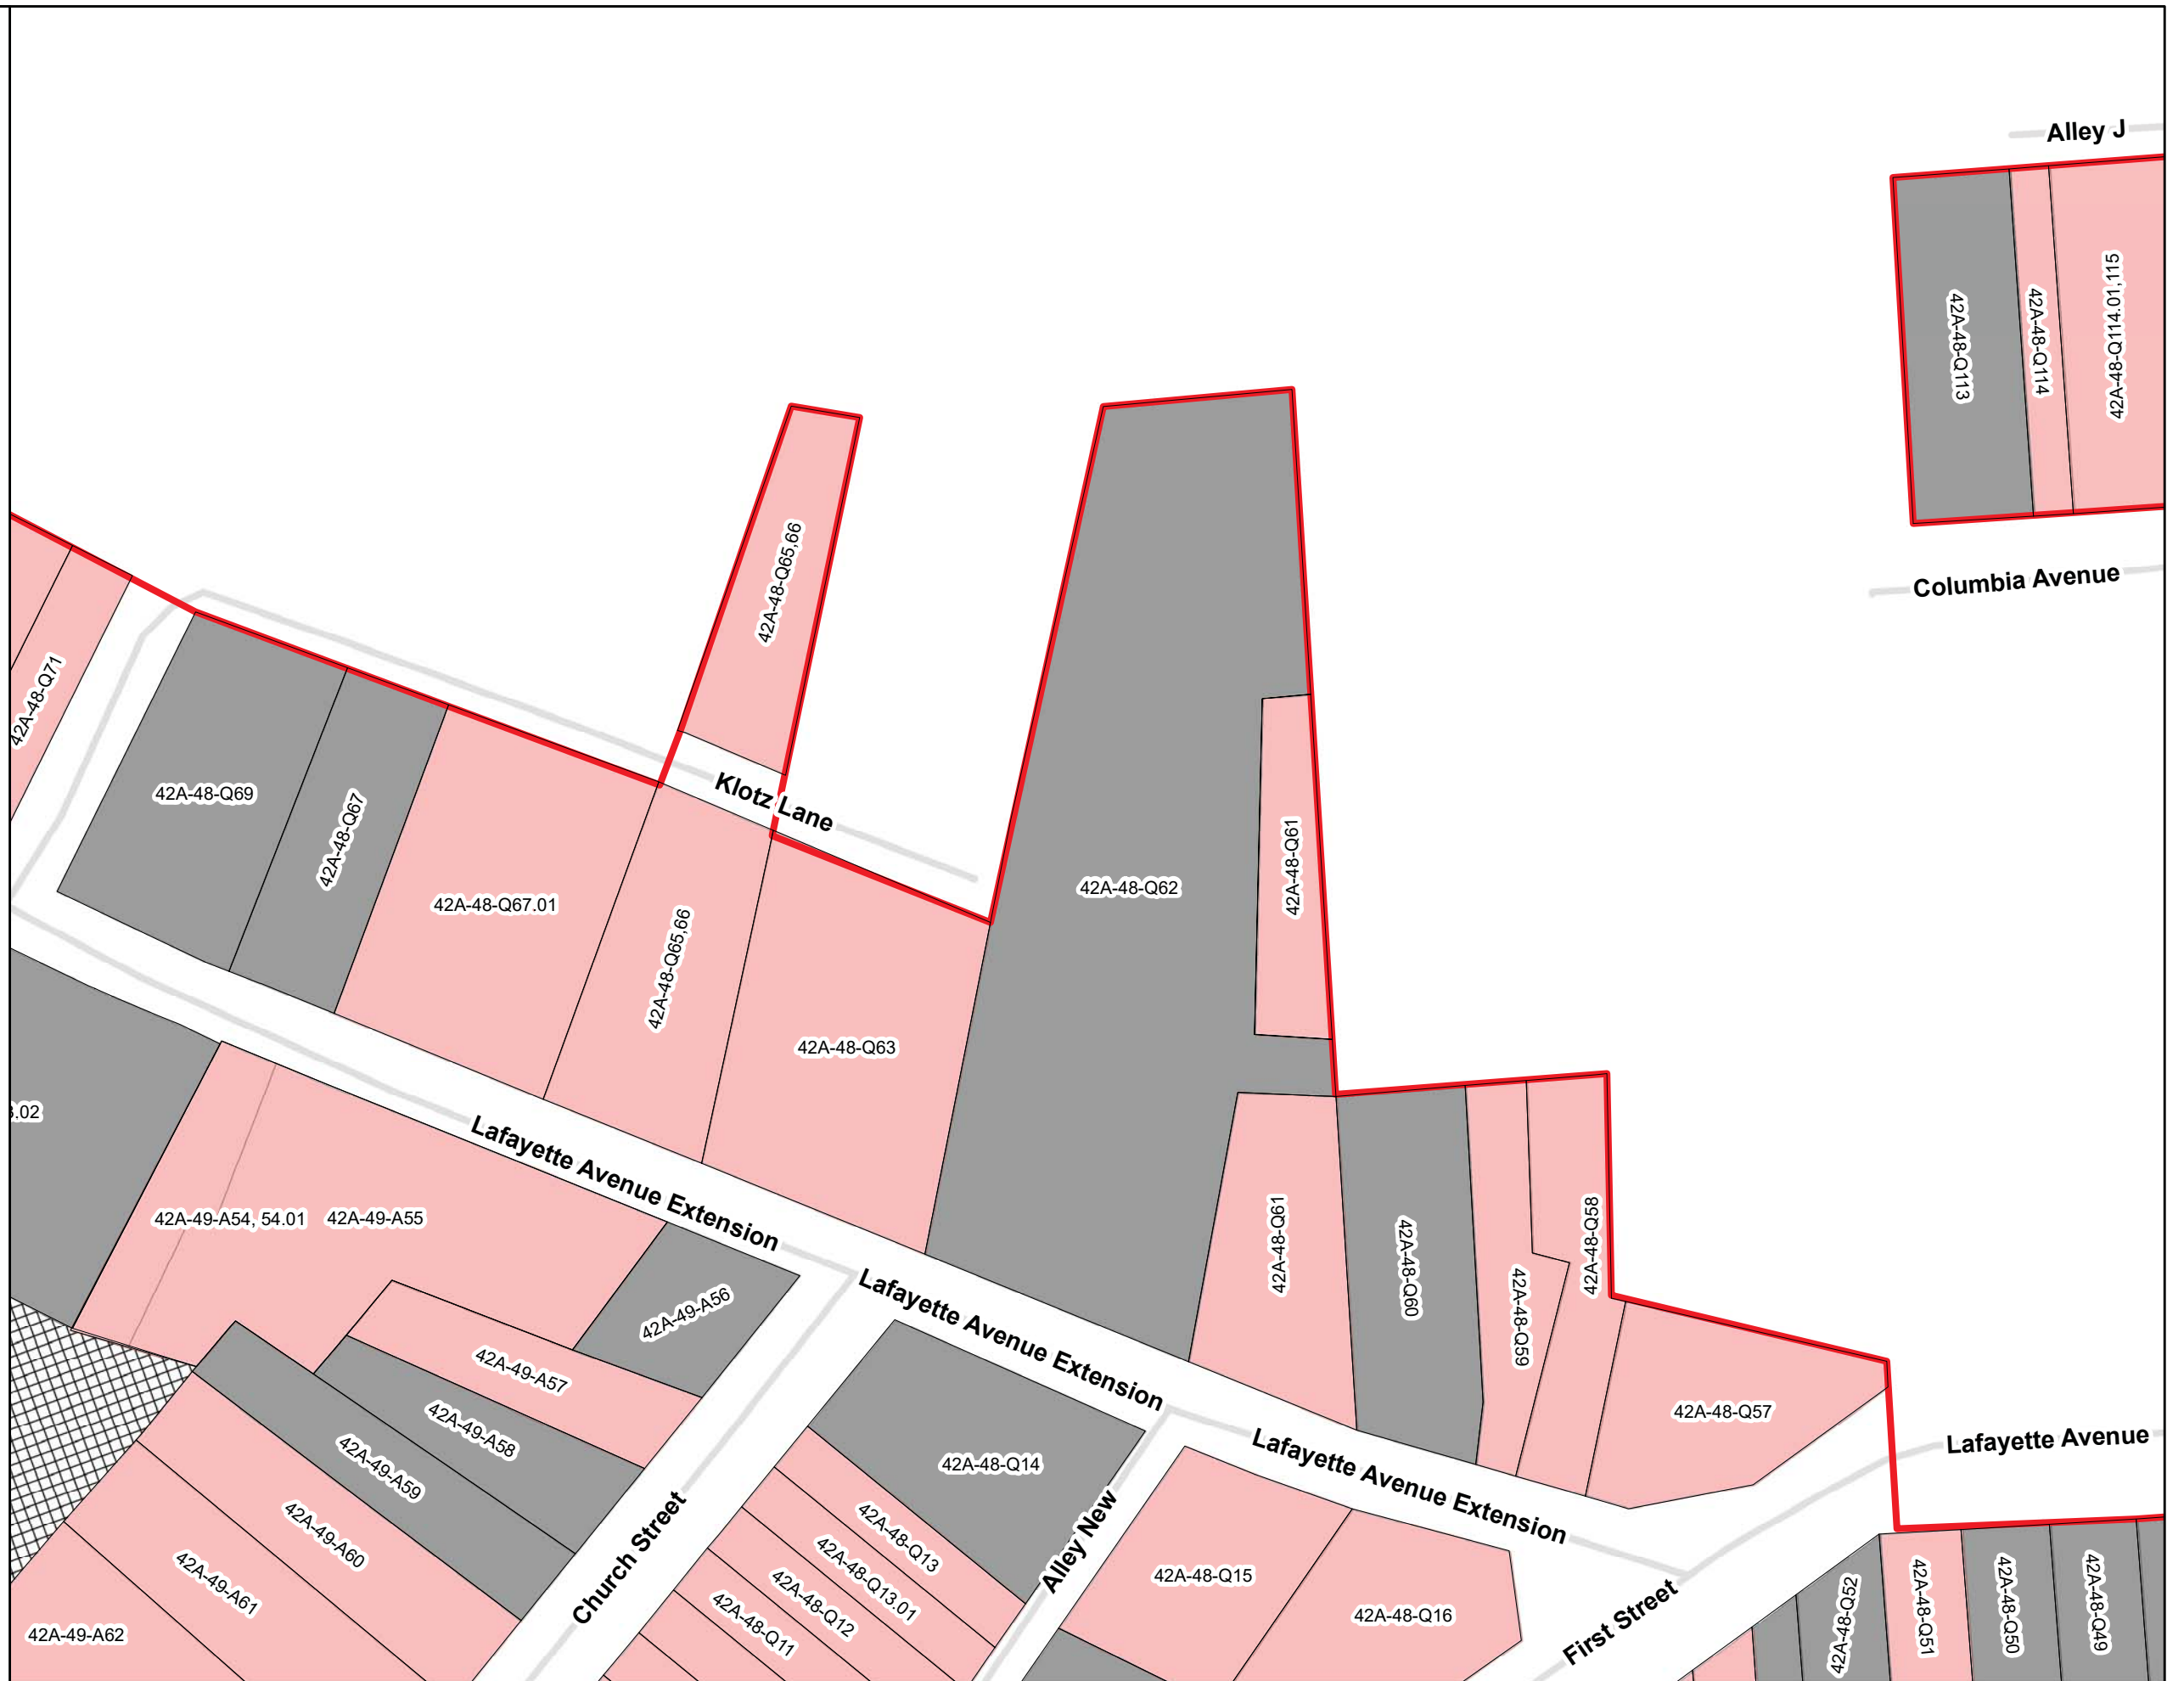 Alley J
42A-48-Q113
42A-48-Q114
42A-48-Q114.01,115
Columbia Avenue
42A-48-Q65,66
42A-48-Q71
42A-48-Q69
42A-48-Q67
Klotz Lane
42A-48-Q67.01
42A-48-Q65,66
42A-48-Q63
42A-48-Q62
42A-48-Q61
3.02
Lafayette Avenue Extension
42A-49-A54, 54.01
42A-49-A55
42A-49-A56
42A-48-Q61
42A-48-Q60
42A-48-Q59
42A-48-Q58
Lafayette Avenue Extension
42A-49-A57
42A-48-Q57
42A-49-A58
Lafayette Avenue
42A-49-A59
42A-48-Q14
Lafayette Avenue Extension
42A-49-A60
Church Street
42A-48-Q13
Alley New
42A-49-A61
42A-48-Q13.01
42A-48-Q15
42A-48-Q12
42A-48-Q16
42A-49-A62
42A-48-Q11
First Street
42A-48-Q52
42A-48-Q51
42A-48-Q50
42A-48-Q49